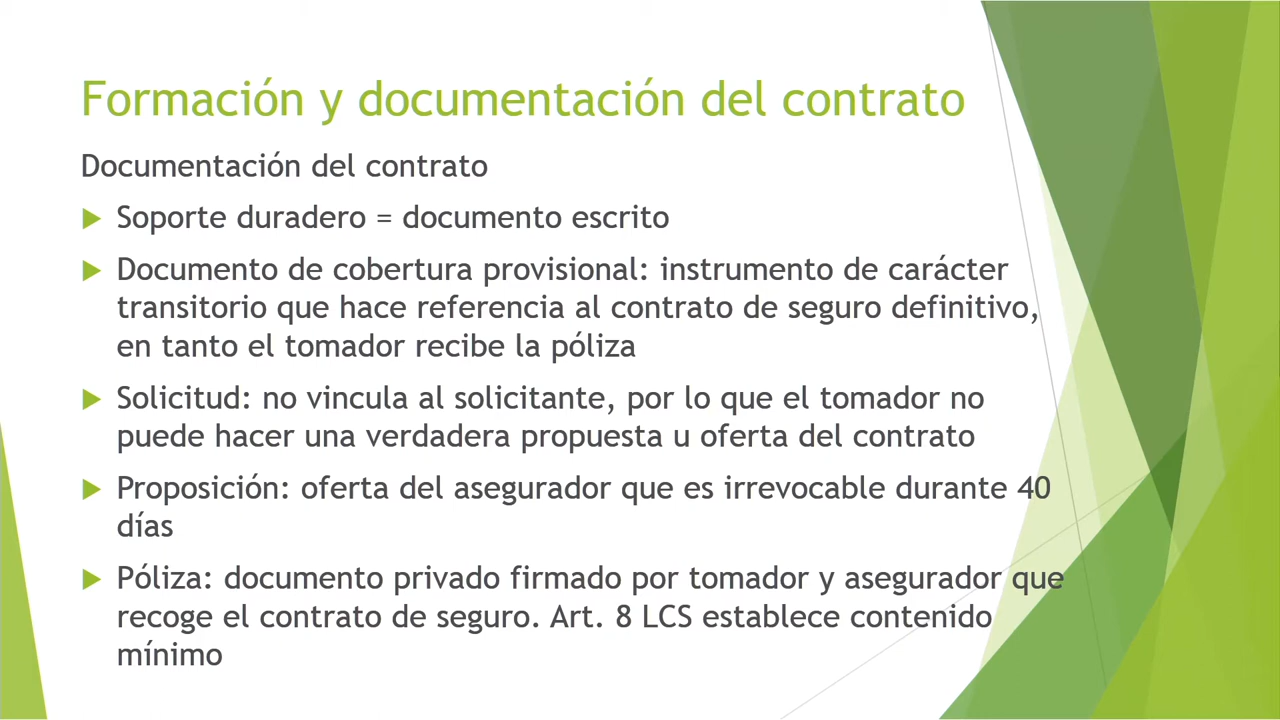 Formación y documentación del contrato
Documentación del contrato
Soporte duradero = documento escrito
Documento de cobertura provisional: instrumento de carácter
transitorio que hace referencia al contrato de seguro definitivo,
en tanto el tomador recibe la póliza
Solicitud: no vincula al solicitante, por lo que el tomador no
puede hacer una verdadera propuesta u oferta del contrato
Proposición: oferta del asegurador que es irrevocable durante 40
días
Póliza: documento privado firmado por tomador y asegurador que
recoge el contrato de seguro. Art. 8 LCS establece contenido
mínimo